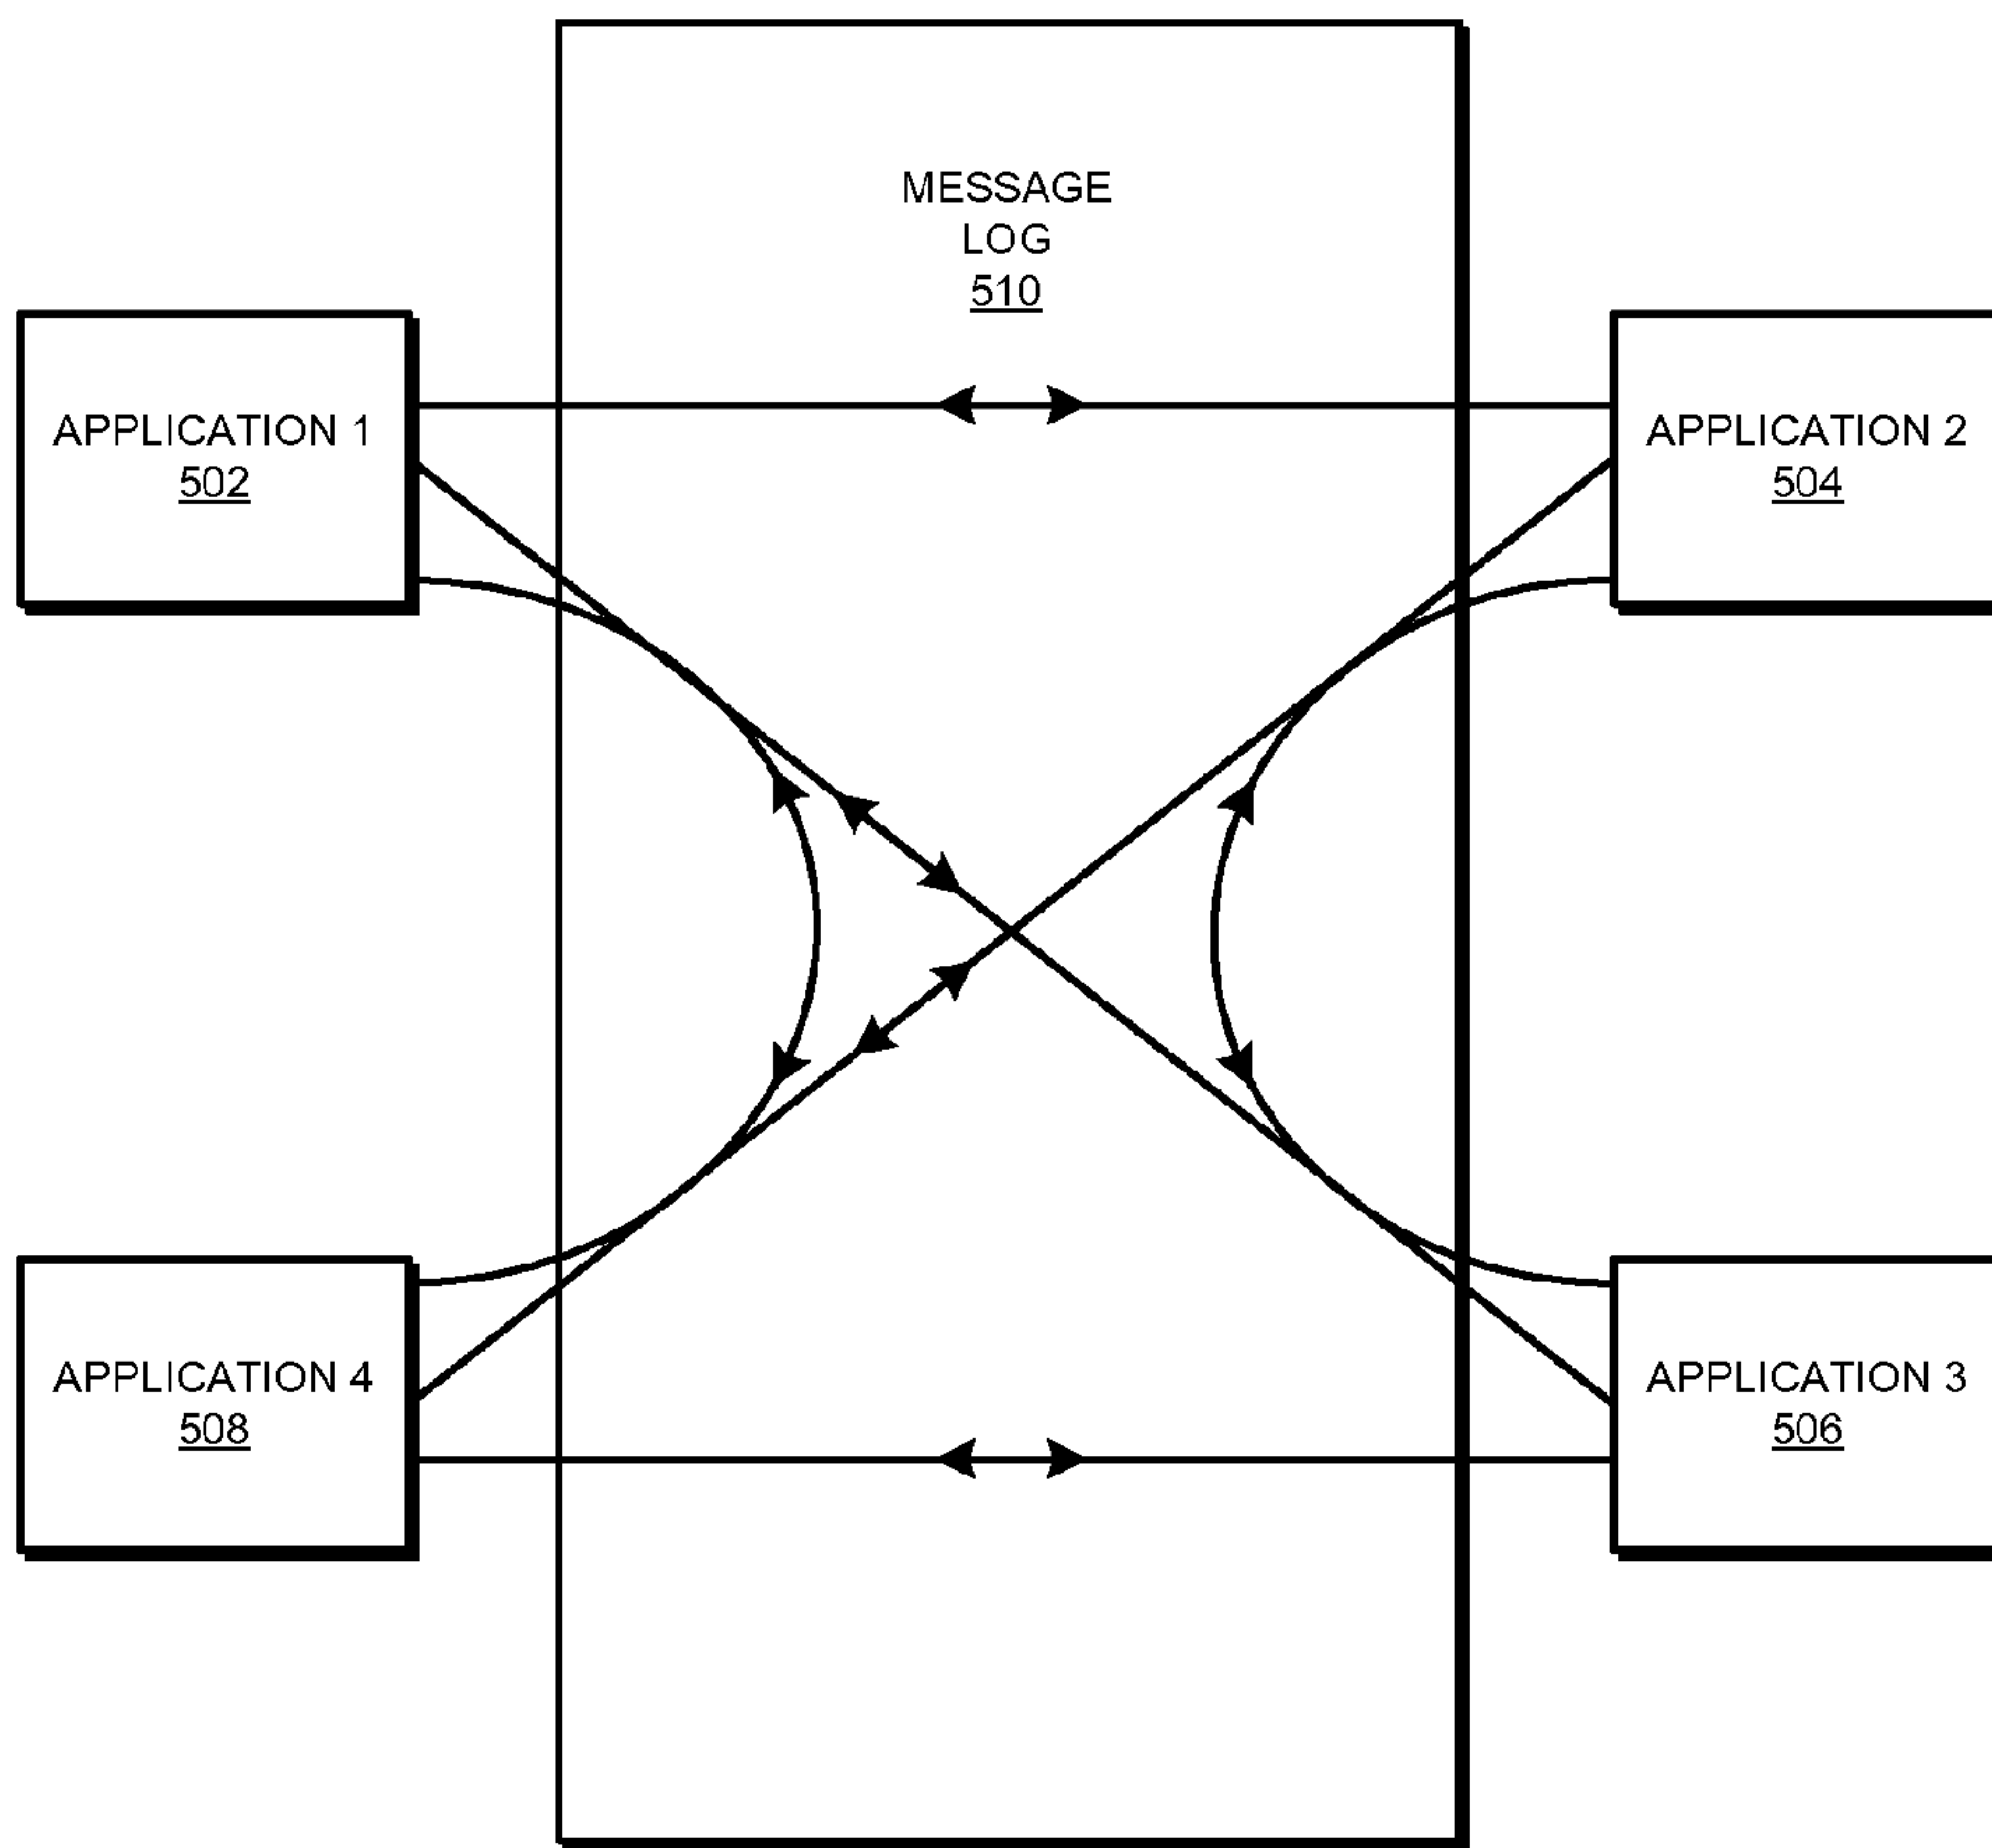 MESSAGE
LOG
510
APPLICATION 1
502
APPLICATION 2
504
APPLICATION 4
508
APPLICATION 3
506